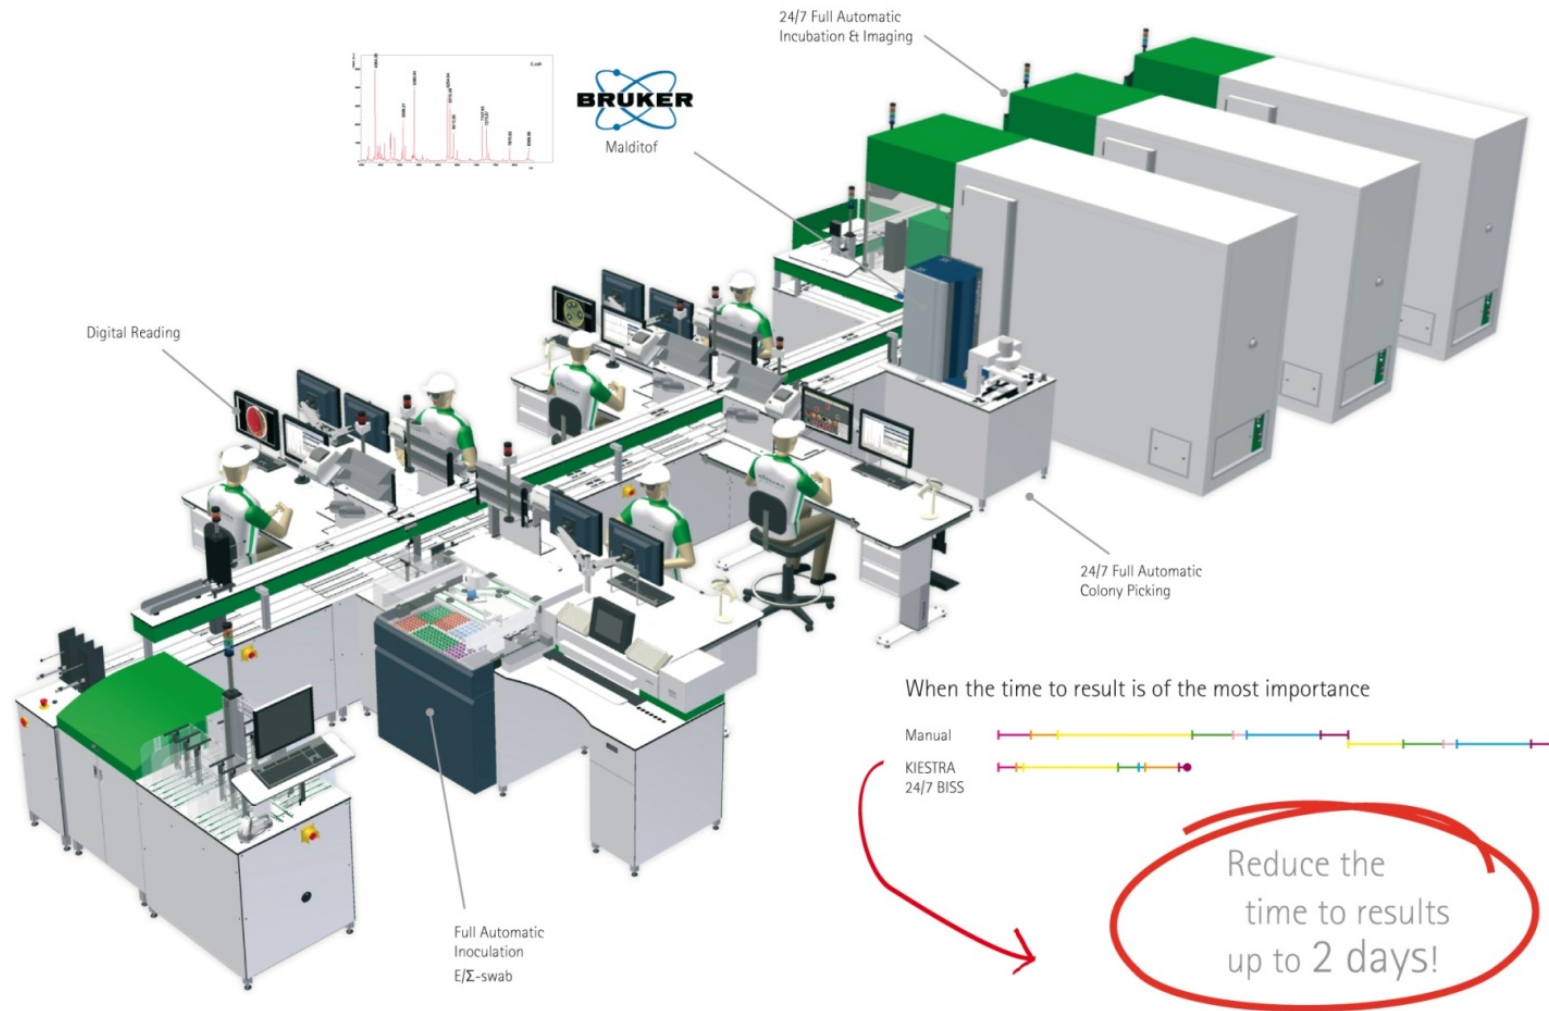 24/7 Full Automatic
Incubation & Imaging
E.coli
BRUKER
Malditof
Digital Reading
24/7 Full Automatic
Colony Picking
When the time to result is of the most importance
Manual
KIESTRA
24/7 BISS
Reduce the
time to results
up to 2 days!
Full Automatic
Inoculation
E/Σ-swab